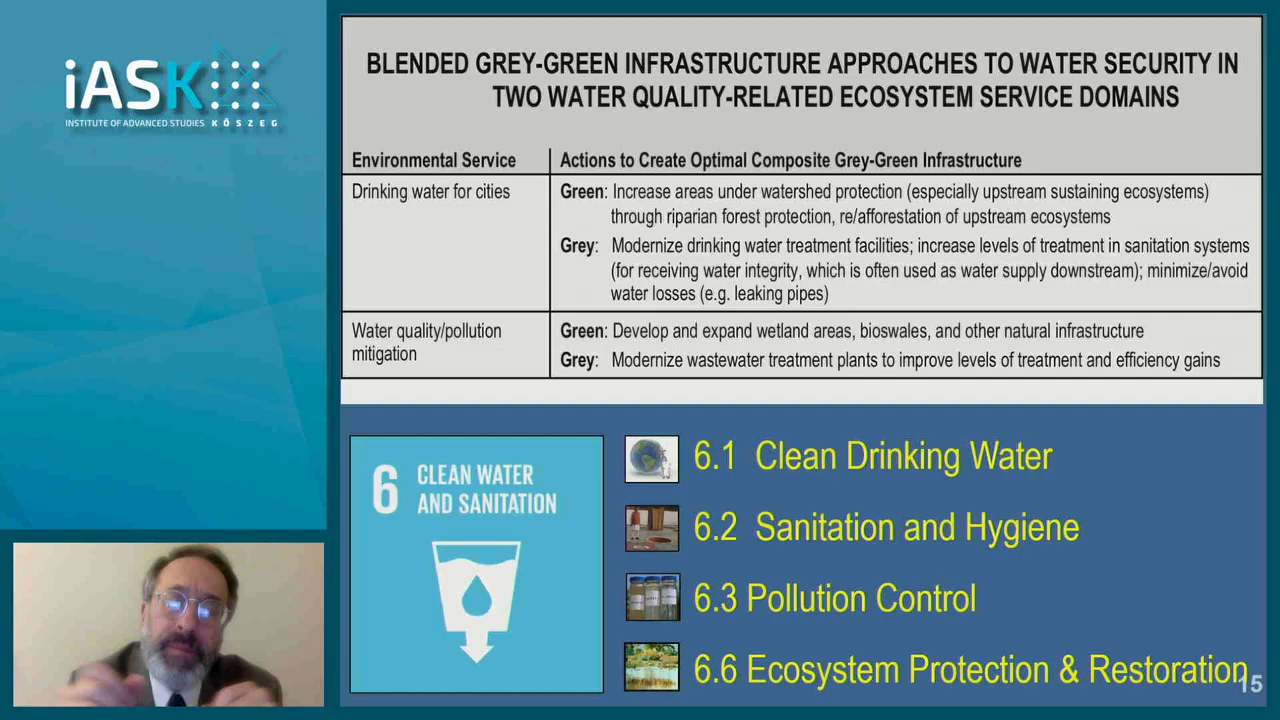 iASK
INSTITUTE OF ADVANCED STUDIES KŐSZEG
BLENDED GREY-GREEN INFRASTRUCTURE APPROACHES TO WATER SECURITY IN
TWO WATER QUALITY-RELATED ECOSYSTEM SERVICE DOMAINS
Environmental Service
Actions to Create Optimal Composite Grey-Green Infrastructure
Drinking water for cities
Green: Increase areas under watershed protection (especially upstream sustaining ecosystems)
through riparian forest protection, re/afforestation of upstream ecosystems
Grey: Modernize drinking water treatment facilities; increase levels of treatment in sanitation systems
(for receiving water integrity, which is often used as water supply downstream); minimize/avoid
water losses (e.g. leaking pipes)
Water quality/pollution
mitigation
Green: Develop and expand wetland areas, bioswales, and other natural infrastructure
Grey: Modernize wastewater treatment plants to improve levels of treatment and efficiency gains
6 CLEAN WATER
AND SANITATION
6.1 Clean Drinking Water
6.2 Sanitation and Hygiene
6.3 Pollution Control
6.6 Ecosystem Protection & Restoration
15